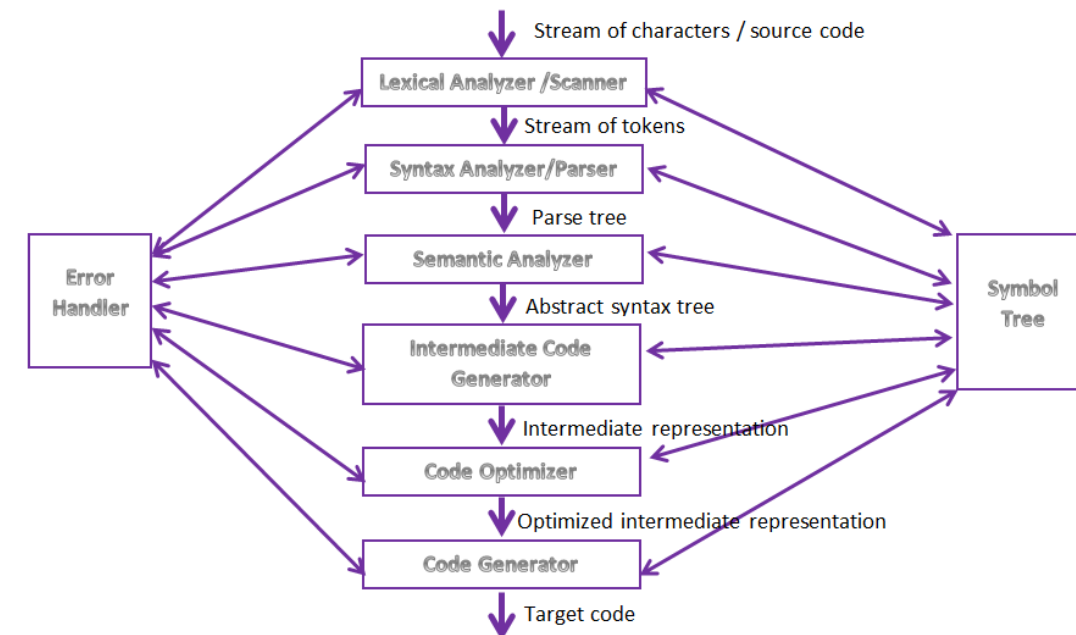 Stream of characters / source code
Lexical Analyzer /Scanner
Stream of tokens
Syntax Analyzer/Parser
Parse tree
Error
Handler
Semantic Analyzer
Symbol
Tree
Abstract syntax tree
Intermediate Code
Generator
Intermediate representation
Code Optimizer
Optimized intermediate representation
Code Generator
Target code